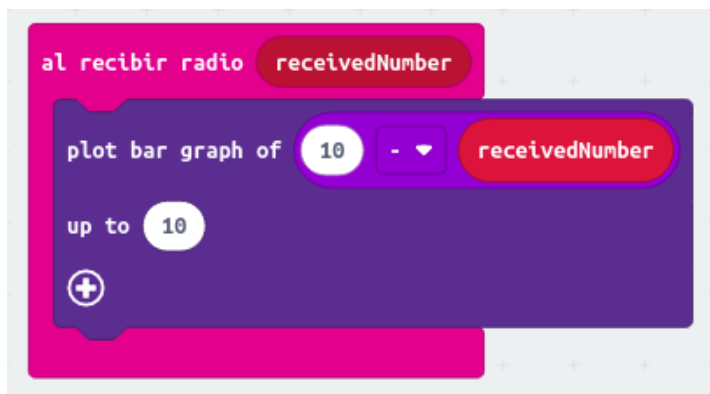 al recibir radio receivedNumber
plot bar graph of 10 - receivedNumber
up to 10